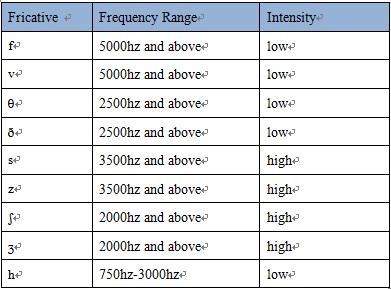 Fricative Frequency Range Intensity
f 5000hz and above low
v 5000hz and above low
θ 2500hz and above low
ð 2500hz and above low
s 3500hz and above high
z 3500hz and above high
ʃ 2000hz and above high
ʒ 2000hz and above high
h 750hz-3000hz low